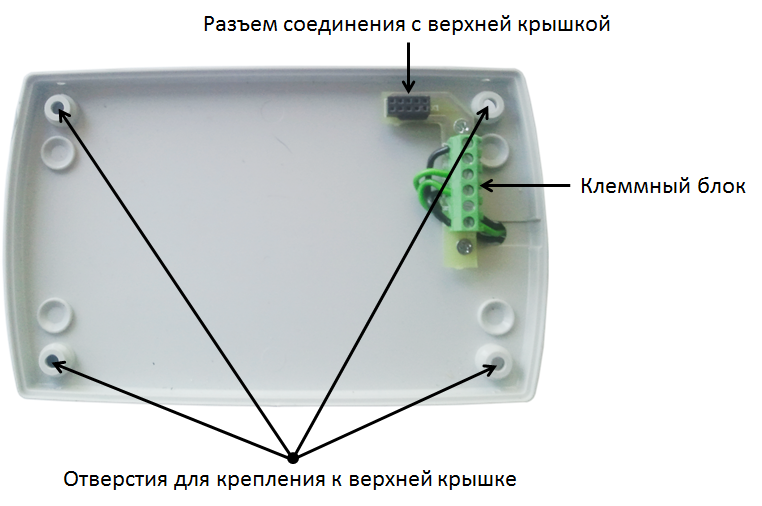 Разъем соединения с верхней крышкой
Клеммный блок
Отверстия для крепления к верхней крышке